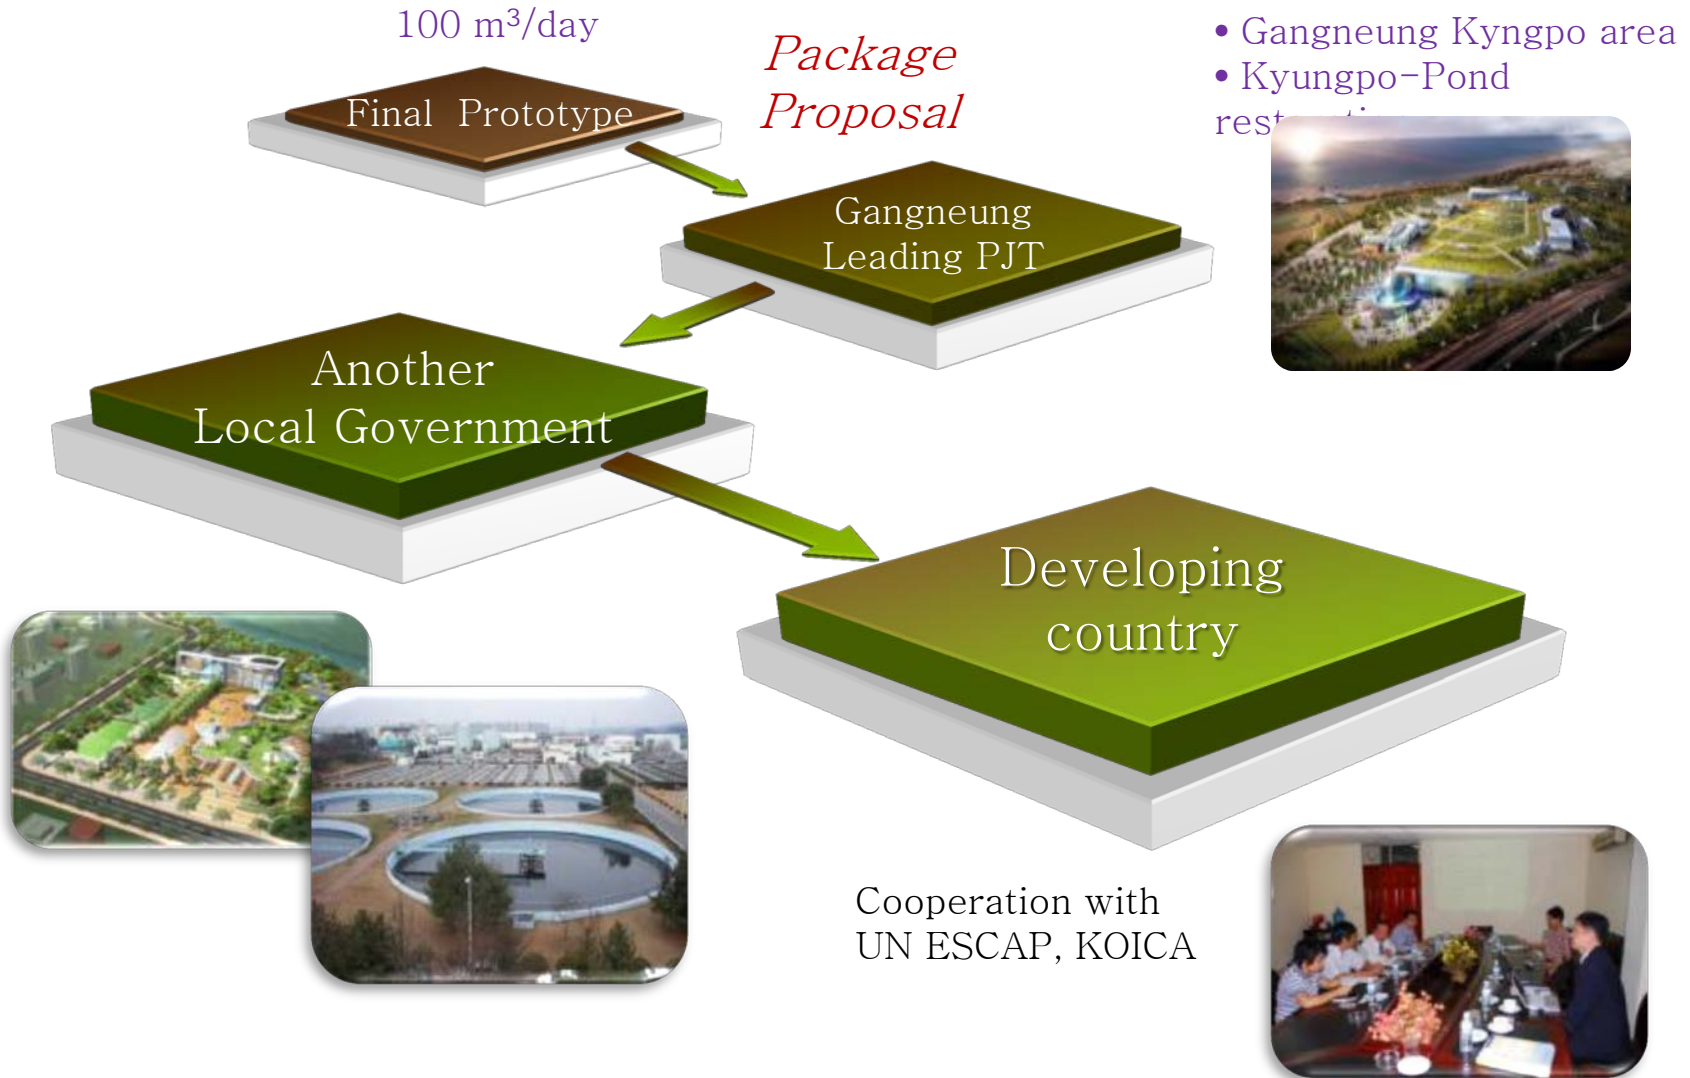 100 m³/day
Package
Proposal
• Gangneung Kyngpo area
• Kyungpo-Pond
Final Prototype
Gangneung
Leading PJT
Another
Local Government
Developing
country
Cooperation with
UN ESCAP, KOICA